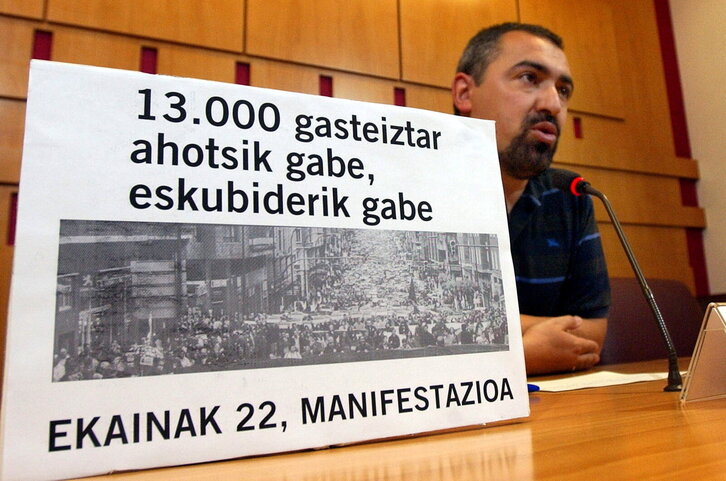 13.000 gasteiztar
ahotsik gabe,
eskubiderik gabe
EKAINAK 22, MANIFESTAZIOA